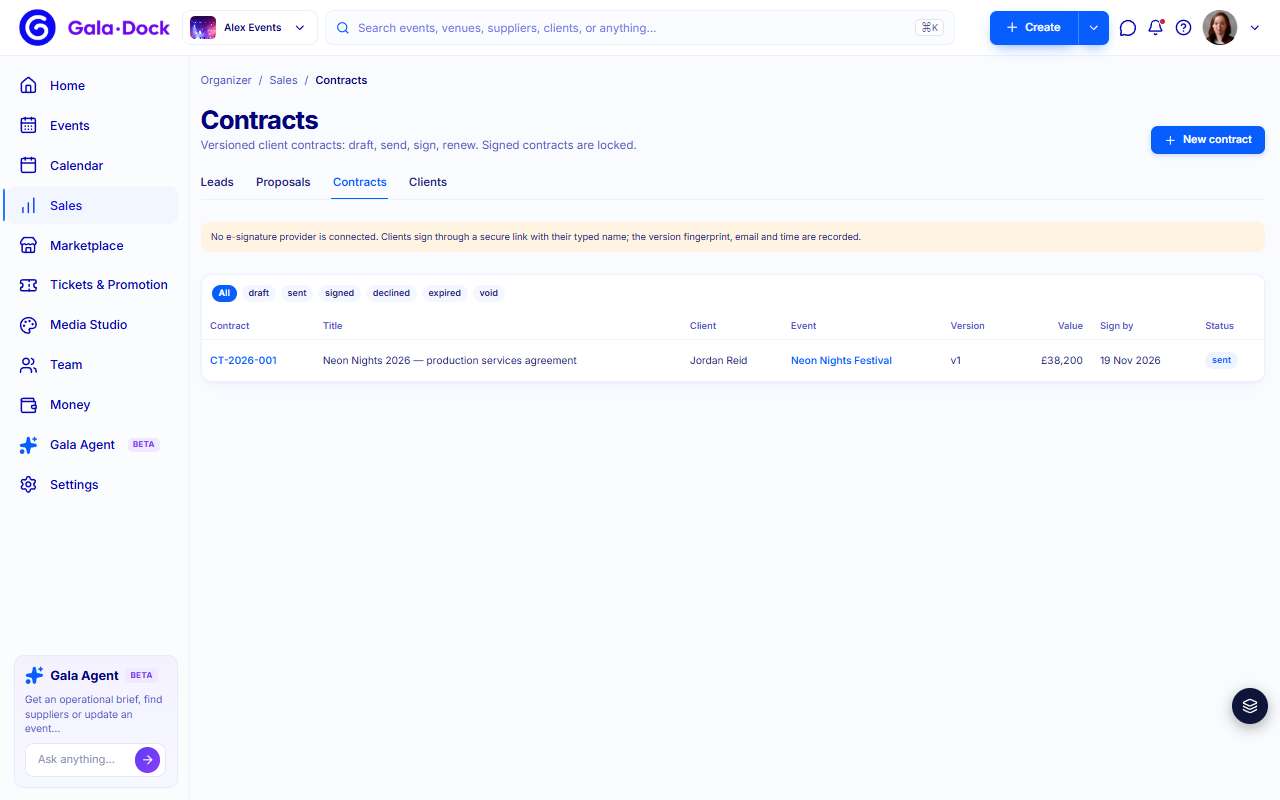 Gala·Dock
Alex Events
Search events, venues, suppliers, clients, or anything...
⌘K
+ Create
Home
Events
Calendar
Sales
Marketplace
Tickets & Promotion
Media Studio
Team
Money
Gala Agent BETA
Settings
Organizer / Sales / Contracts
Contracts
Versioned client contracts: draft, send, sign, renew. Signed contracts are locked.
+ New contract
Leads Proposals Contracts Clients
No e-signature provider is connected. Clients sign through a secure link with their typed name; the version fingerprint, email and time are recorded.
All draft sent signed declined expired void
Contract Title Client Event Version Value Sign by Status
CT-2026-001 Neon Nights 2026 — production services agreement Jordan Reid Neon Nights Festival v1 £38,200 19 Nov 2026 sent
Gala Agent BETA
Get an operational brief, find
suppliers or update an
event...
Ask anything...